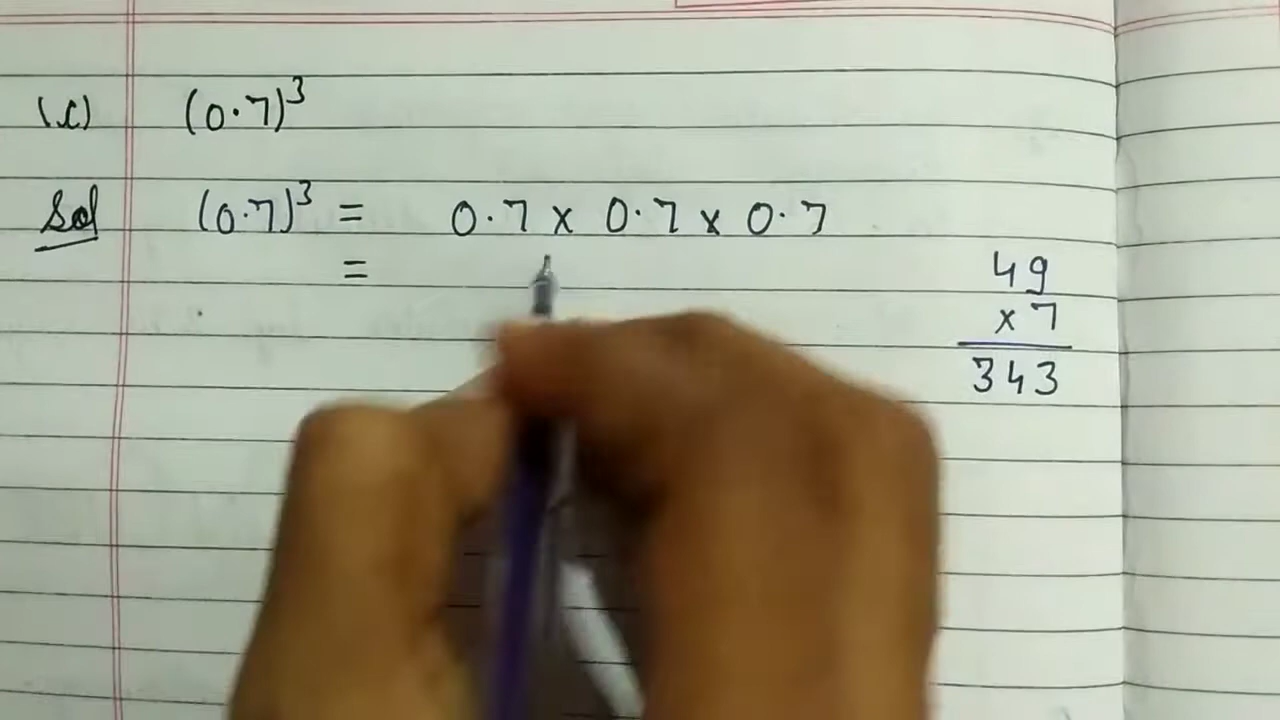 (c) (0.7)³
Sol (0.7)³ = 0.7 x 0.7 x 0.7
=
49
x 7
343